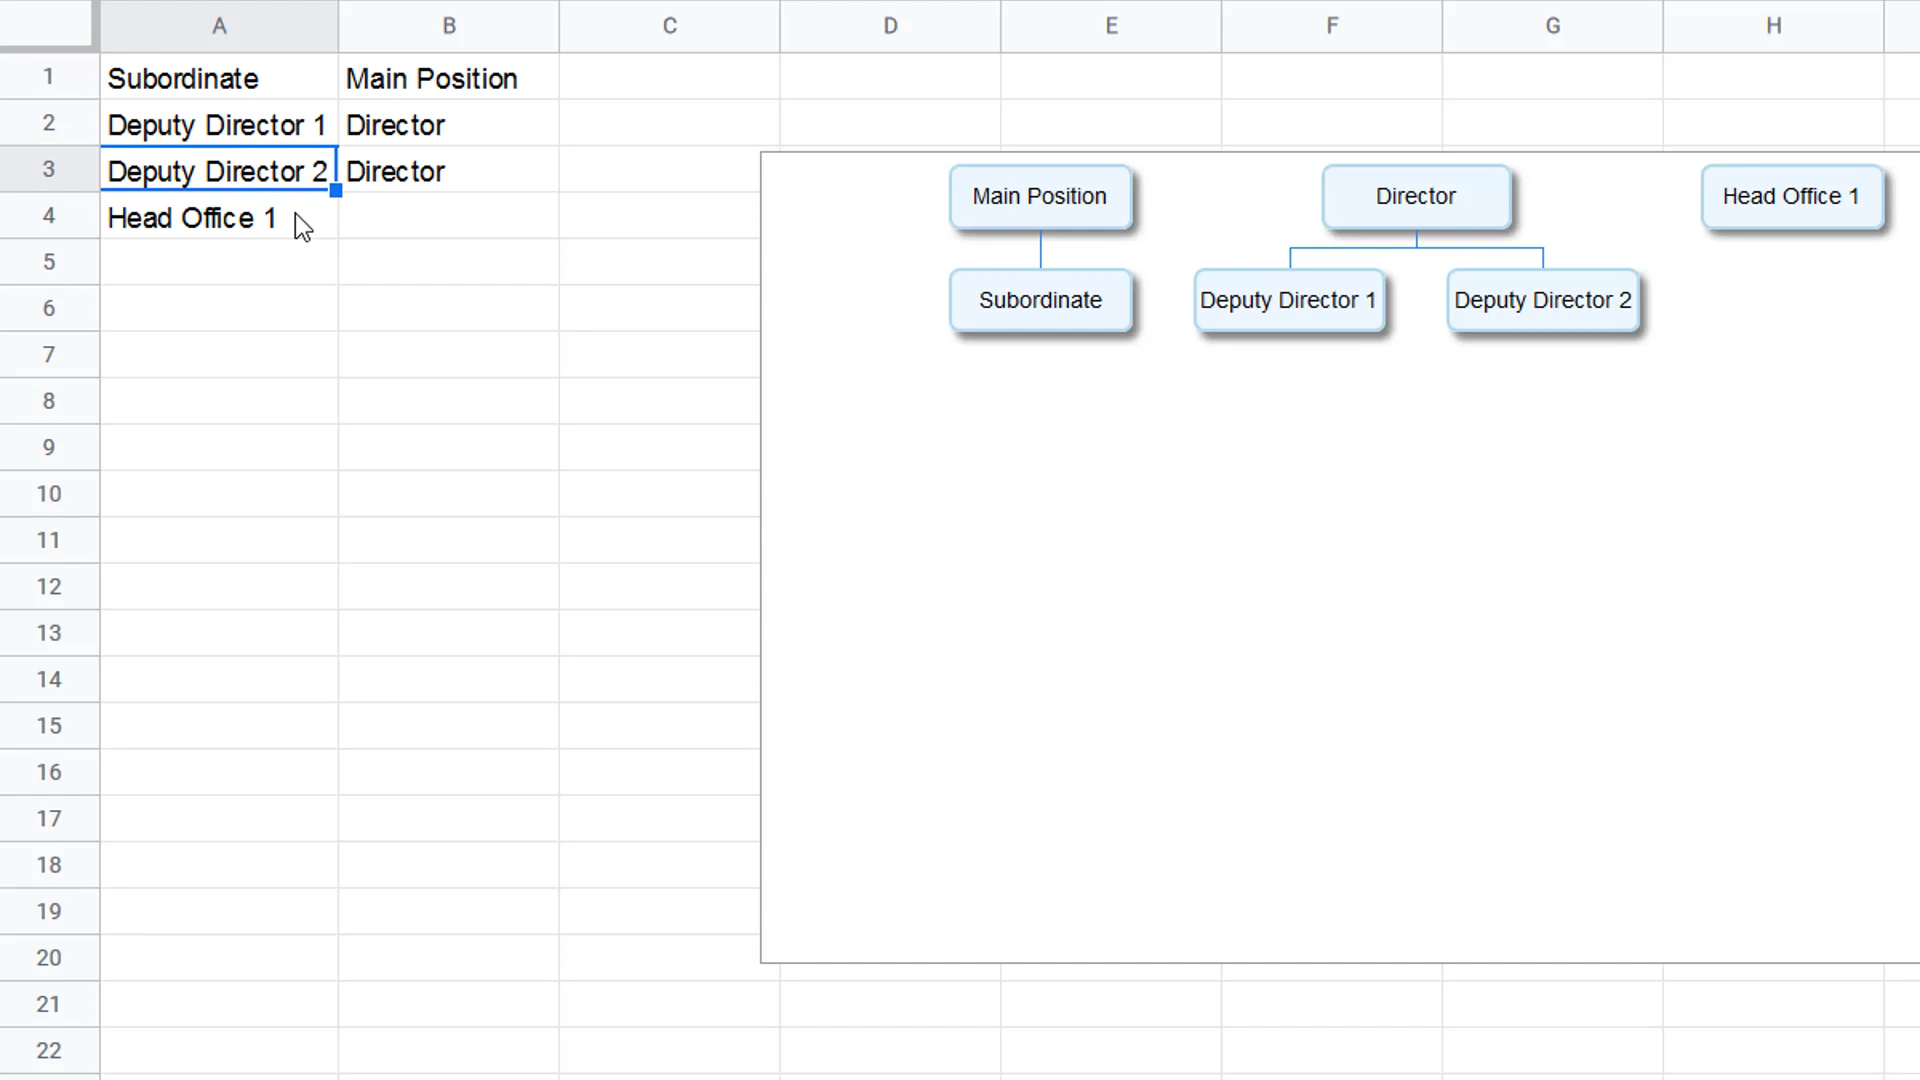 A B C D E F G H
1 Subordinate Main Position
2 Deputy Director 1 Director
3 Deputy Director 2 Director
4 Head Office 1
5
6
7
8
9
10
11
12
13
14
15
16
17
18
19
20
21
22
Main Position Director Head Office 1
Subordinate Deputy Director 1 Deputy Director 2